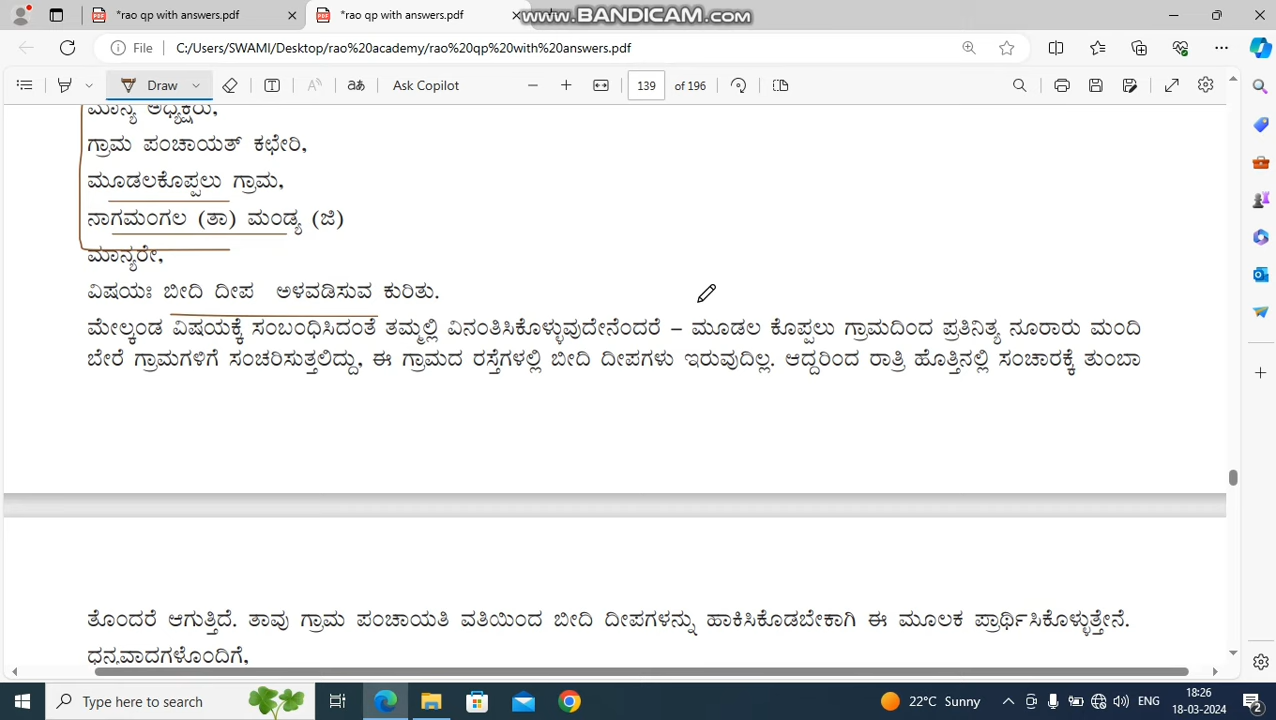 *rao qp with answers.pdf
*rao qp with answers.pdf
www.BANDICAM.com
File
C:/Users/SWAMI/Desktop/rao%20academy/rao%20qp%20with%20answers.pdf
Draw
Ask Copilot
139 of 196
ಮಾನ್ಯ ಅಧ್ಯಕ್ಷರು,
ಗ್ರಾಮ ಪಂಚಾಯತ್ ಕಛೇರಿ,
ಮೂಡಲಕೊಪ್ಪಲು ಗ್ರಾಮ,
ನಾಗಮಂಗಲ (ತಾ) ಮಂಡ್ಯ (ಜಿ)
ಮಾನ್ಯರೇ,
ವಿಷಯಃ ಬೀದಿ ದೀಪ ಅಳವಡಿಸುವ ಕುರಿತು.
ಮೇಲ್ಕಂಡ ವಿಷಯಕ್ಕೆ ಸಂಬಂಧಿಸಿದಂತೆ ತಮ್ಮಲ್ಲಿ ವಿನಂತಿಸಿಕೊಳ್ಳುವುದೇನೆಂದರೆ – ಮೂಡಲ ಕೊಪ್ಪಲು ಗ್ರಾಮದಿಂದ ಪ್ರತಿನಿತ್ಯ ನೂರಾರು ಮಂದಿ
ಬೇರೆ ಗ್ರಾಮಗಳಿಗೆ ಸಂಚರಿಸುತ್ತಲಿದ್ದು, ಈ ಗ್ರಾಮದ ರಸ್ತೆಗಳಲ್ಲಿ ಬೀದಿ ದೀಪಗಳು ಇರುವುದಿಲ್ಲ. ಆದ್ದರಿಂದ ರಾತ್ರಿ ಹೊತ್ತಿನಲ್ಲಿ ಸಂಚಾರಕ್ಕೆ ತುಂಬಾ
ತೊಂದರೆ ಆಗುತ್ತಿದೆ. ತಾವು ಗ್ರಾಮ ಪಂಚಾಯತಿ ವತಿಯಿಂದ ಬೀದಿ ದೀಪಗಳನ್ನು ಹಾಕಿಸಿಕೊಡಬೇಕಾಗಿ ಈ ಮೂಲಕ ಪ್ರಾರ್ಥಿಸಿಕೊಳ್ಳುತ್ತೇನೆ.
ಧನ್ಯವಾದಗಳೊಂದಿಗೆ,
Type here to search
22°C Sunny
ENG
18:26
18-03-2024
2